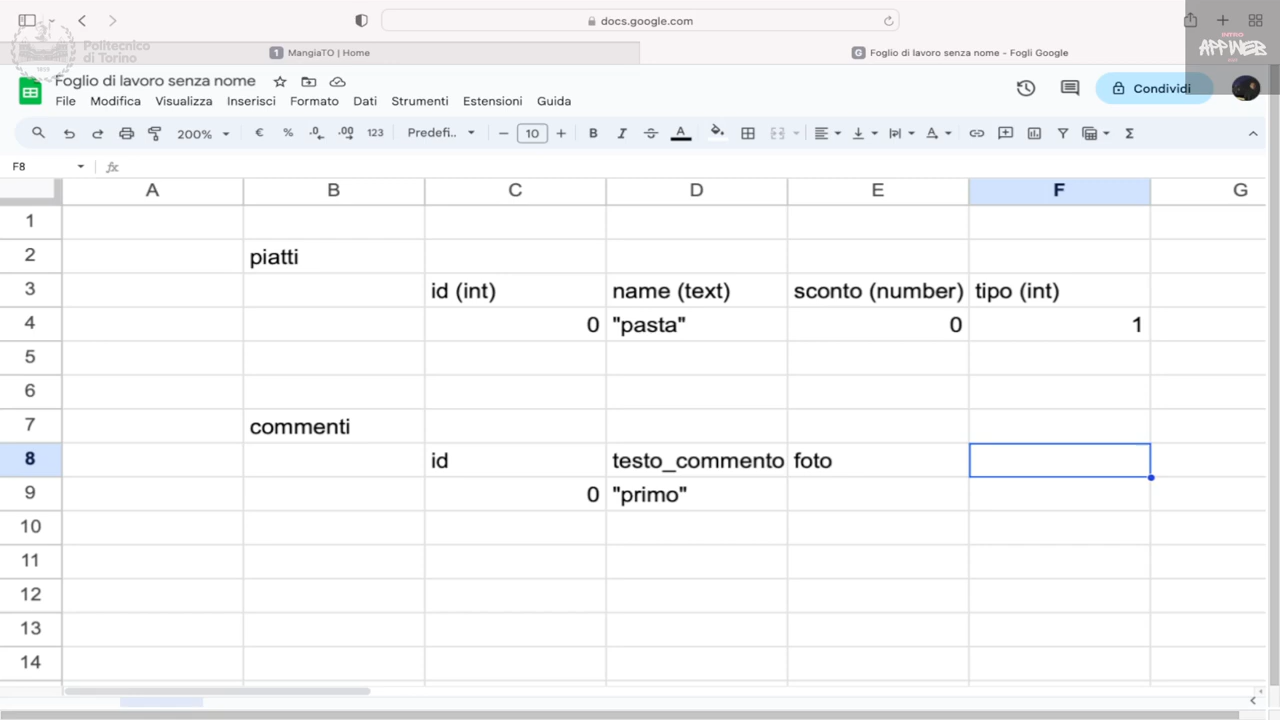 docs.google.com
Politecnico
di Torino
1859
INTRO
APPWEB
MangiaTO | Home
Foglio di lavoro senza nome - Fogli Google
Foglio di lavoro senza nome
File Modifica Visualizza Inserisci Formato Dati Strumenti Estensioni Guida
Condividi
200% € % .0 .00 123 Predefi... 10 B I A Σ
F8 fx
A B C D E F G
1
2 piatti
3 id (int) name (text) sconto (number) tipo (int)
4 0 "pasta" 0 1
5
6
7 commenti
8 id testo_commento foto
9 0 "primo"
10
11
12
13
14